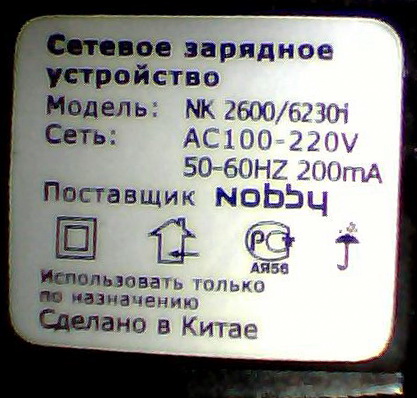 Сетевое зарядное
устройство
Модель: NK 2600/6230i
Сеть: AC100-220V
50-60HZ 200mA
Поставщик Nobby
РС
АЯ56
Использовать только
по назначению
Сделано в Китае